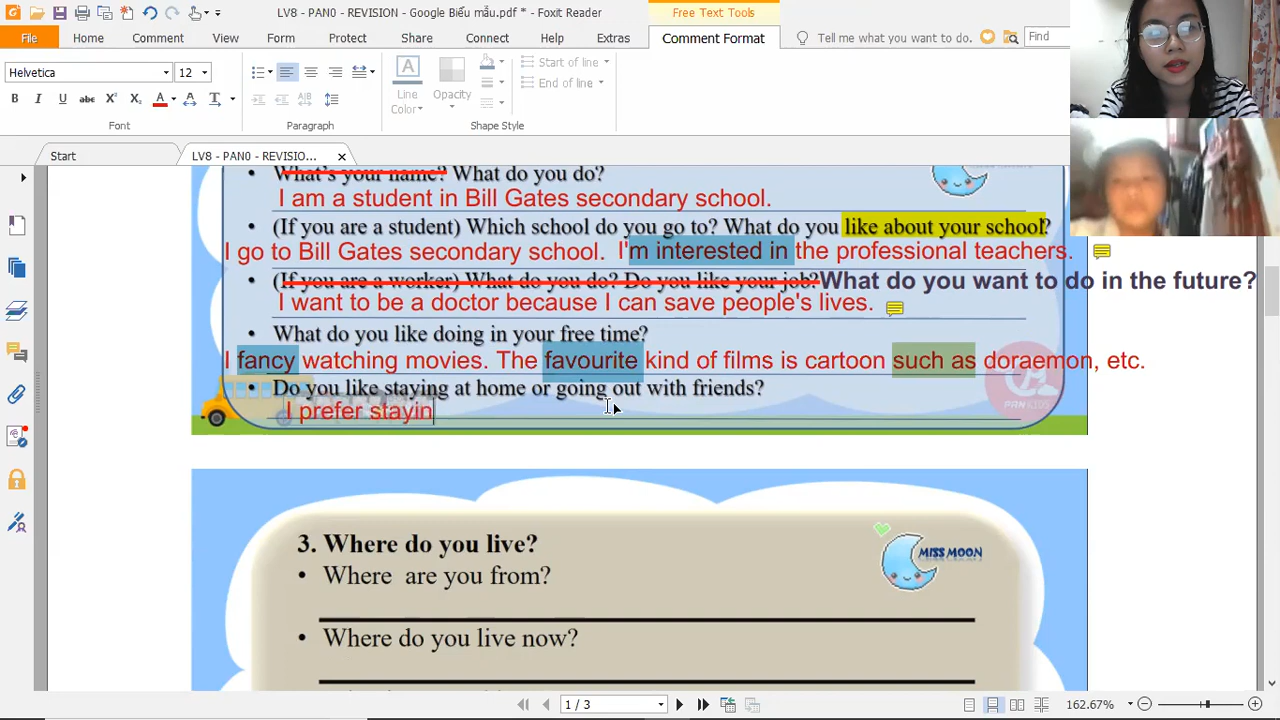 LV8 - PAN0 - REVISION - Google Biểu mẫu.pdf * - Foxit Reader
Free Text Tools
File Home Comment View Form Protect Share Connect Help Extras Comment Format Tell me what you want to do. Find
Helvetica 12 Start of line
End of line
Line Color Opacity
B I U abc X² X₂ A A T
Font Paragraph Shape Style
Start LV8 - PAN0 - REVISIO...
• What's your name? What do you do?
I am a student in Bill Gates secondary school.
• (If you are a student) Which school do you go to? What do you like about your school?
I go to Bill Gates secondary school. I'm interested in the professional teachers.
• (If you are a worker) What do you do? Do you like your job? What do you want to do in the future?
I want to be a doctor because I can save people's lives.
• What do you like doing in your free time?
I fancy watching movies. The favourite kind of films is cartoon such as doraemon, etc.
• Do you like staying at home or going out with friends?
I prefer stayin
PAN KIDS
3. Where do you live?
MISS MOON
• Where are you from?
• Where do you live now?
1 / 3
162.67%